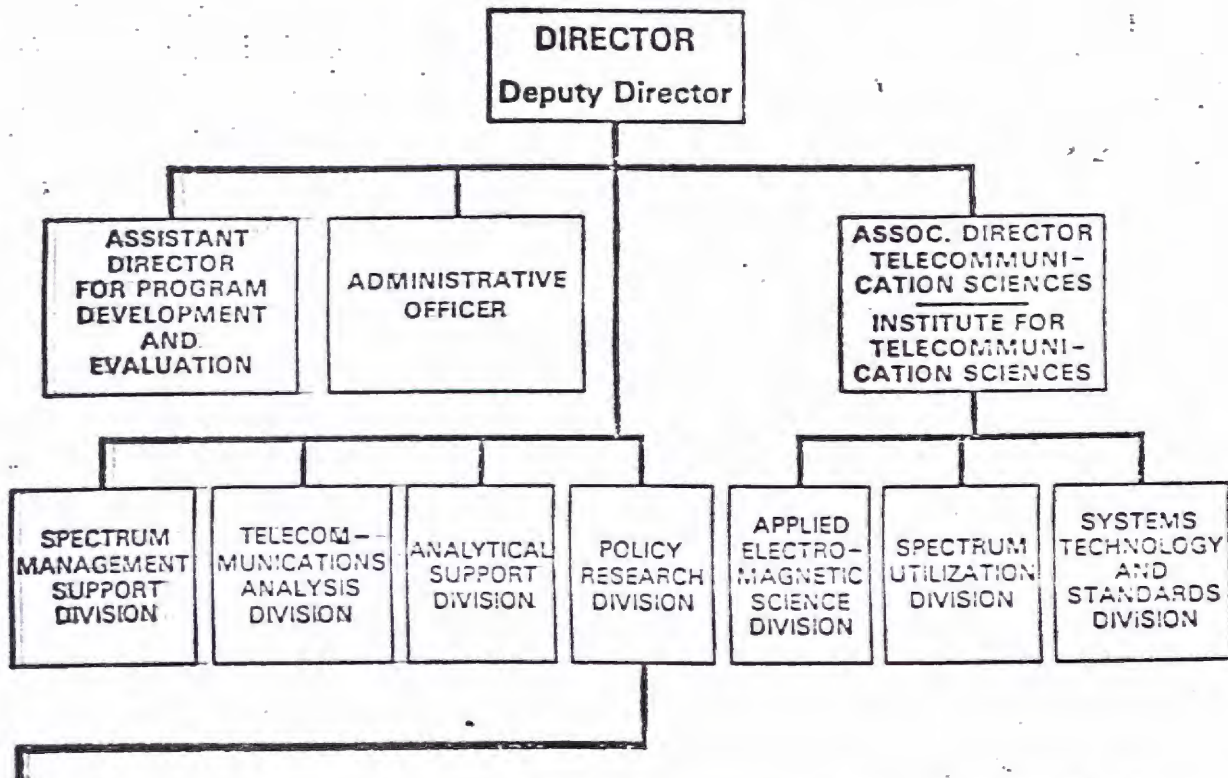 DIRECTOR
Deputy Director
ASSISTANT
DIRECTOR
FOR PROGRAM
DEVELOPMENT
AND
EVALUATION
ADMINISTRATIVE
OFFICER
ASSOC. DIRECTOR
TELECOMMUNI-
CATION SCIENCES
INSTITUTE FOR
TELECOMMUNI-
CATION SCIENCES
SPECTRUM
MANAGEMENT
SUPPORT
DIVISION
TELECOM-
MUNICATIONS
ANALYSIS
DIVISION
ANALYTICAL
SUPPORT
DIVISION
POLICY
RESEARCH
DIVISION
APPLIED
ELECTRO-
MAGNETIC
SCIENCE
DIVISION
SPECTRUM
UTILIZATION
DIVISION
SYSTEMS
TECHNOLOGY
AND
STANDARDS
DIVISION